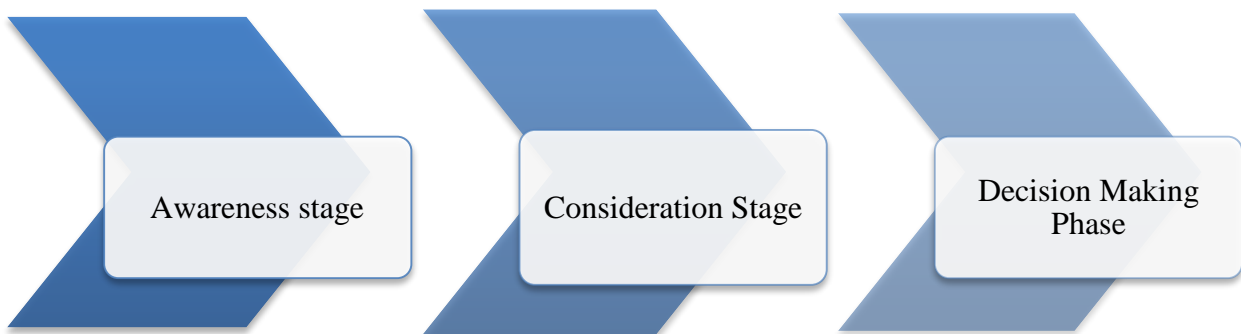 Awareness stage
Consideration Stage
Decision Making
Phase